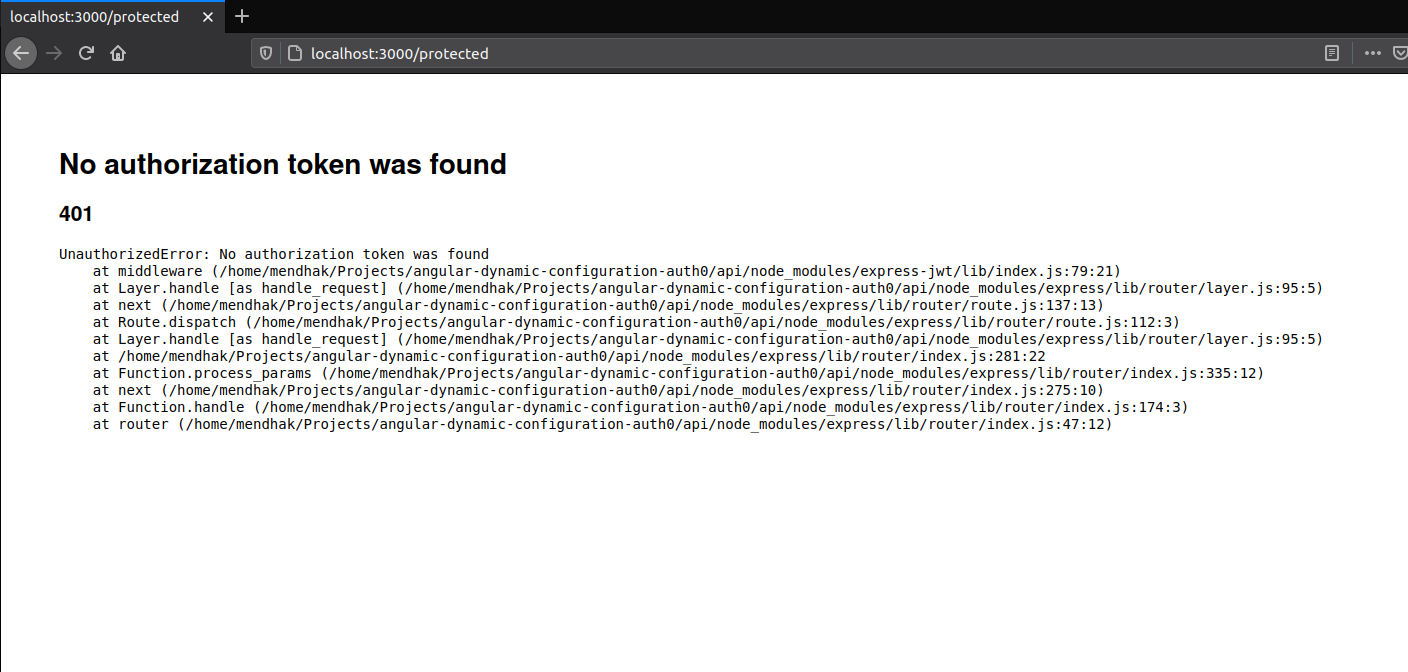 localhost:3000/protected
localhost:3000/protected
No authorization token was found
401
UnauthorizedError: No authorization token was found
    at middleware (/home/mendhak/Projects/angular-dynamic-configuration-auth0/api/node_modules/express-jwt/lib/index.js:79:21)
    at Layer.handle [as handle_request] (/home/mendhak/Projects/angular-dynamic-configuration-auth0/api/node_modules/express/lib/router/layer.js:95:5)
    at next (/home/mendhak/Projects/angular-dynamic-configuration-auth0/api/node_modules/express/lib/router/route.js:137:13)
    at Route.dispatch (/home/mendhak/Projects/angular-dynamic-configuration-auth0/api/node_modules/express/lib/router/route.js:112:3)
    at Layer.handle [as handle_request] (/home/mendhak/Projects/angular-dynamic-configuration-auth0/api/node_modules/express/lib/router/layer.js:95:5)
    at /home/mendhak/Projects/angular-dynamic-configuration-auth0/api/node_modules/express/lib/router/index.js:281:22
    at Function.process_params (/home/mendhak/Projects/angular-dynamic-configuration-auth0/api/node_modules/express/lib/router/index.js:335:12)
    at next (/home/mendhak/Projects/angular-dynamic-configuration-auth0/api/node_modules/express/lib/router/index.js:275:10)
    at Function.handle (/home/mendhak/Projects/angular-dynamic-configuration-auth0/api/node_modules/express/lib/router/index.js:174:3)
    at router (/home/mendhak/Projects/angular-dynamic-configuration-auth0/api/node_modules/express/lib/router/index.js:47:12)